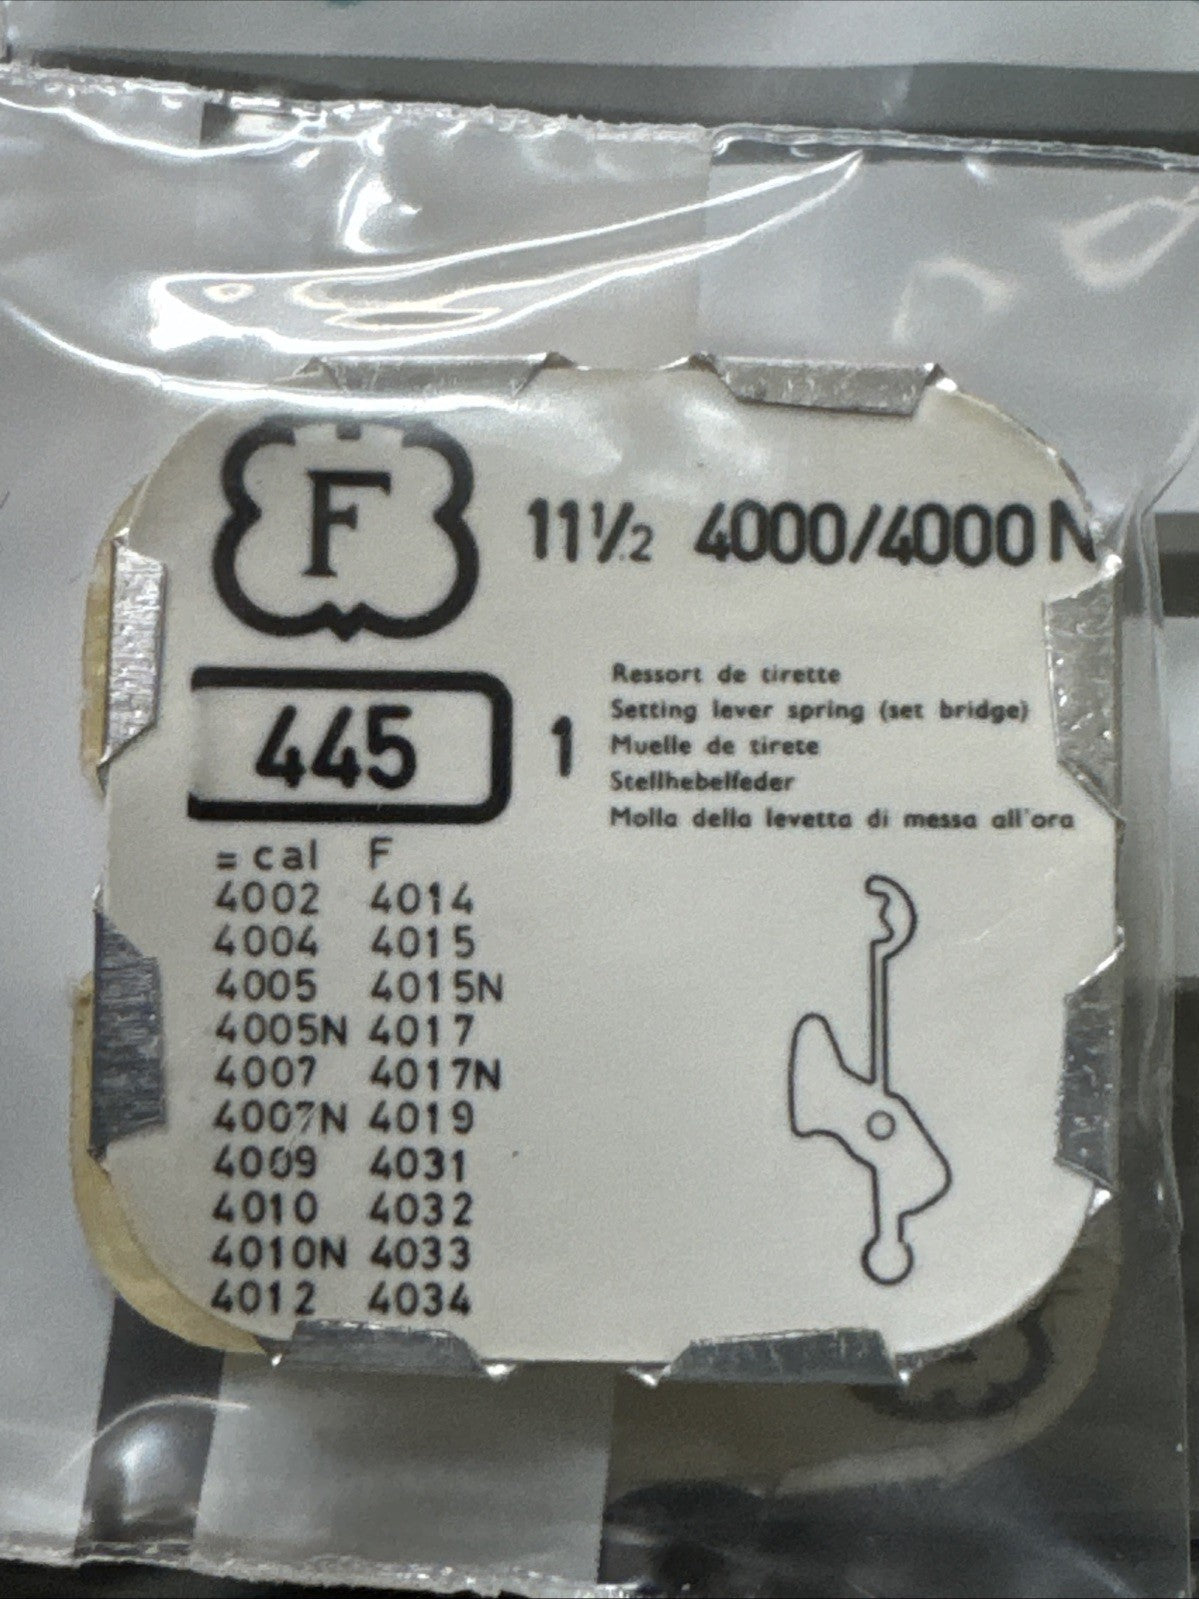 F
11½ 4000/4000N
445
1
Ressort de tirette
Setting lever spring (set bridge)
Muelle de tirete
Stellhebelfeder
Molla della levetta di messa all'ora
= cal F
4002 4014
4004 4015
4005 4015N
4005N 4017
4007 4017N
4007N 4019
4009 4031
4010 4032
4010N 4033
4012 4034